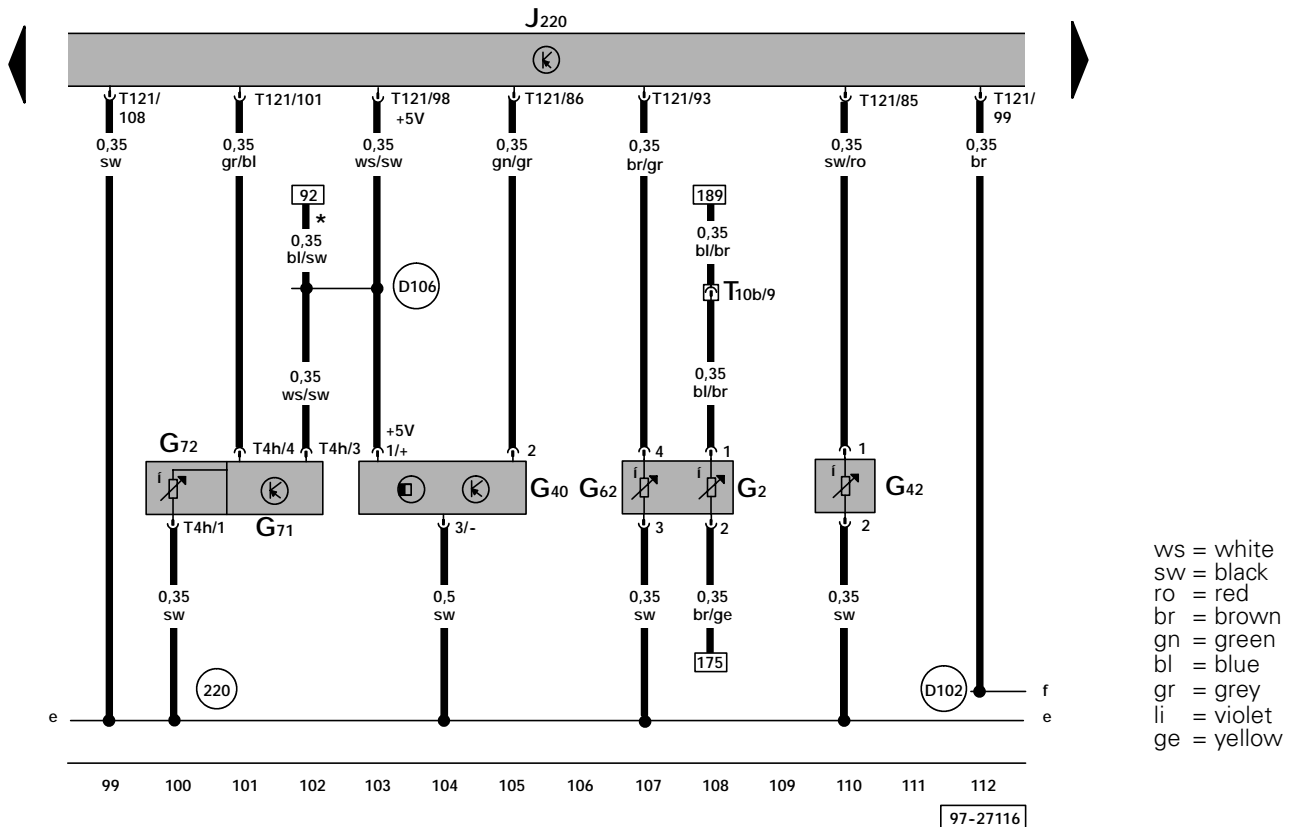 J220
T121/
108
T121/101
T121/98
+5V
T121/86
T121/93
T121/85
T121/
99
0,35
sw
0,35
gr/bl
0,35
ws/sw
0,35
gn/gr
0,35
br/gr
0,35
sw/ro
0,35
br
92
*
0,35
bl/sw
189
0,35
bl/br
D106
T10b/9
0,35
ws/sw
0,35
bl/br
G72
T4h/4
T4h/3
+5V
1/+
2
4
1
1
í
í
í
í
G40
G62
G2
G42
T4h/1
G71
3/-
3
2
2
0,35
sw
0,5
sw
0,35
sw
0,35
br/ge
0,35
sw
175
220
D102
f
e
e
99 100 101 102 103 104 105 106 107 108 109 110 111 112
97-27116
ws = white
sw = black
ro = red
br = brown
gn = green
bl = blue
gr = grey
li = violet
ge = yellow